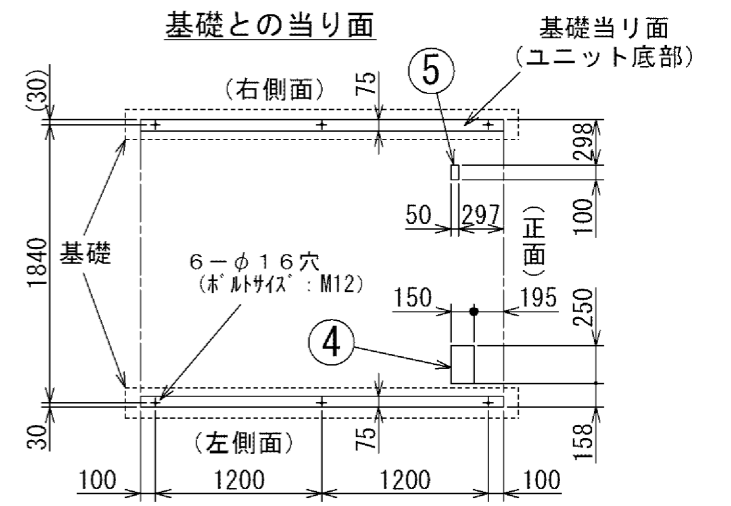 基礎との当り面
基礎当リ面
(ユニット底部)
(30)
(右側面)
75
⑤
298
100
50
297
(正面)
1840
基礎
6－φ16穴
(ﾎﾞﾙﾄｻｲｽﾞ:M12)
150
195
250
④
30
(左側面)
75
158
100
1200
1200
100